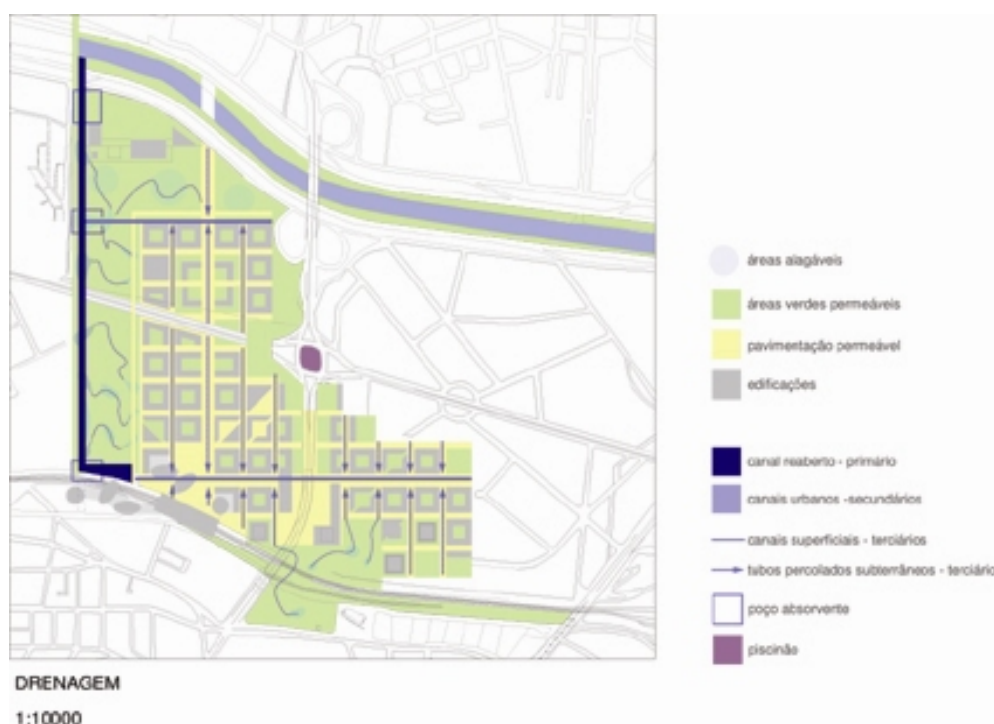 áreas alagáveis
áreas verdes permeáveis
pavimentação permeável
edificações
canal reaberto - primário
canais urbanos -secundários
canais superficiais - terciários
tubos percolados subterrâneos - terciário
poço absorvente
piscinão
DRENAGEM
1:10000